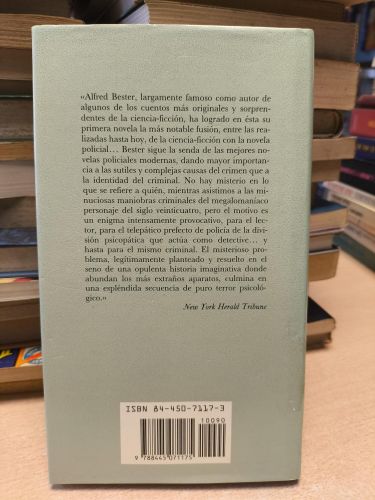 «Alfred Bester, largamente famoso como autor de
algunos de los cuentos más originales y sorpren-
dentes de la ciencia-ficción, ha logrado en ésta su
primera novela la más notable fusión, entre las rea-
lizadas hasta hoy, de la ciencia-ficción con la novela
policial... Bester sigue la senda de las mejores no-
velas policiales modernas, dando mayor importan-
cia a las sutiles y complejas causas del crimen que a
la identidad del criminal. No hay misterio en lo
que se refiere a quién, mientras asistimos a las mi-
nuciosas maniobras criminales del megalomaníaco
personaje del siglo veinticuatro, pero el motivo es
un enigma intensamente provocativo, para el lec-
tor, para el telepático prefecto de policía de la di-
visión psicopática que actúa como detective... y
hasta para el mismo criminal. El misterioso pro-
blema, legítimamente planteado y resuelto en el
seno de una opulenta historia imaginativa donde
abundan los más extraños aparatos, culmina en
una espléndida secuencia de puro terror psicoló-
gico.»
New York Herald Tribune
ISBN 84-450-7117-3
10090
9 788445 071175